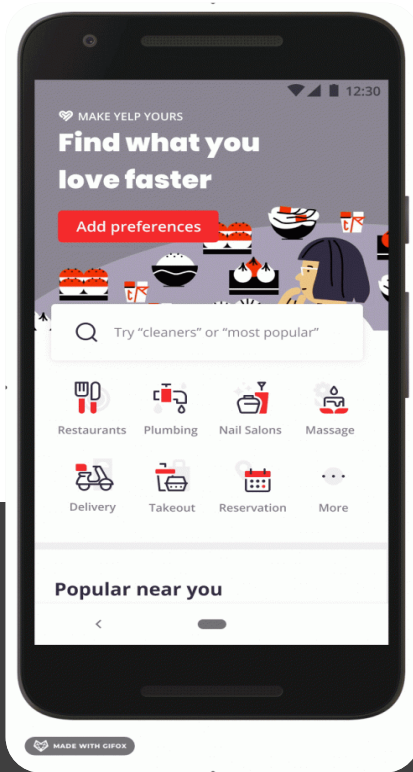 12:30
MAKE YELP YOURS
Find what you
love faster
Add preferences
Try “cleaners” or “most popular”
Restaurants Plumbing Nail Salons Massage
Delivery Takeout Reservation More
Popular near you
MADE WITH GIFOX